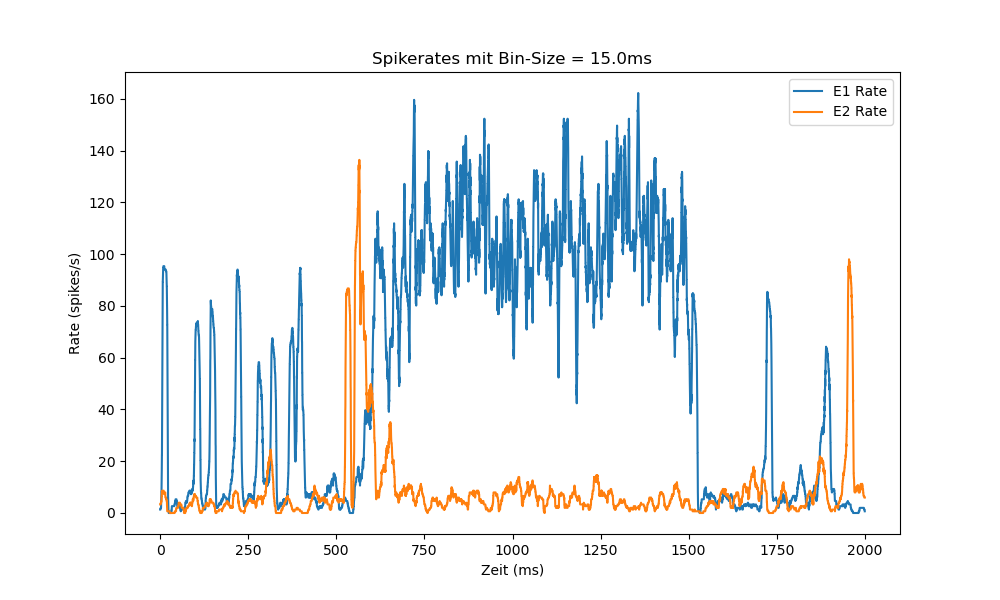 Spikerates mit Bin-Size = 15.0ms
E1 Rate
E2 Rate
160
140
120
100
80
60
40
20
0
Rate (spikes/s)
0 250 500 750 1000 1250 1500 1750 2000
Zeit (ms)